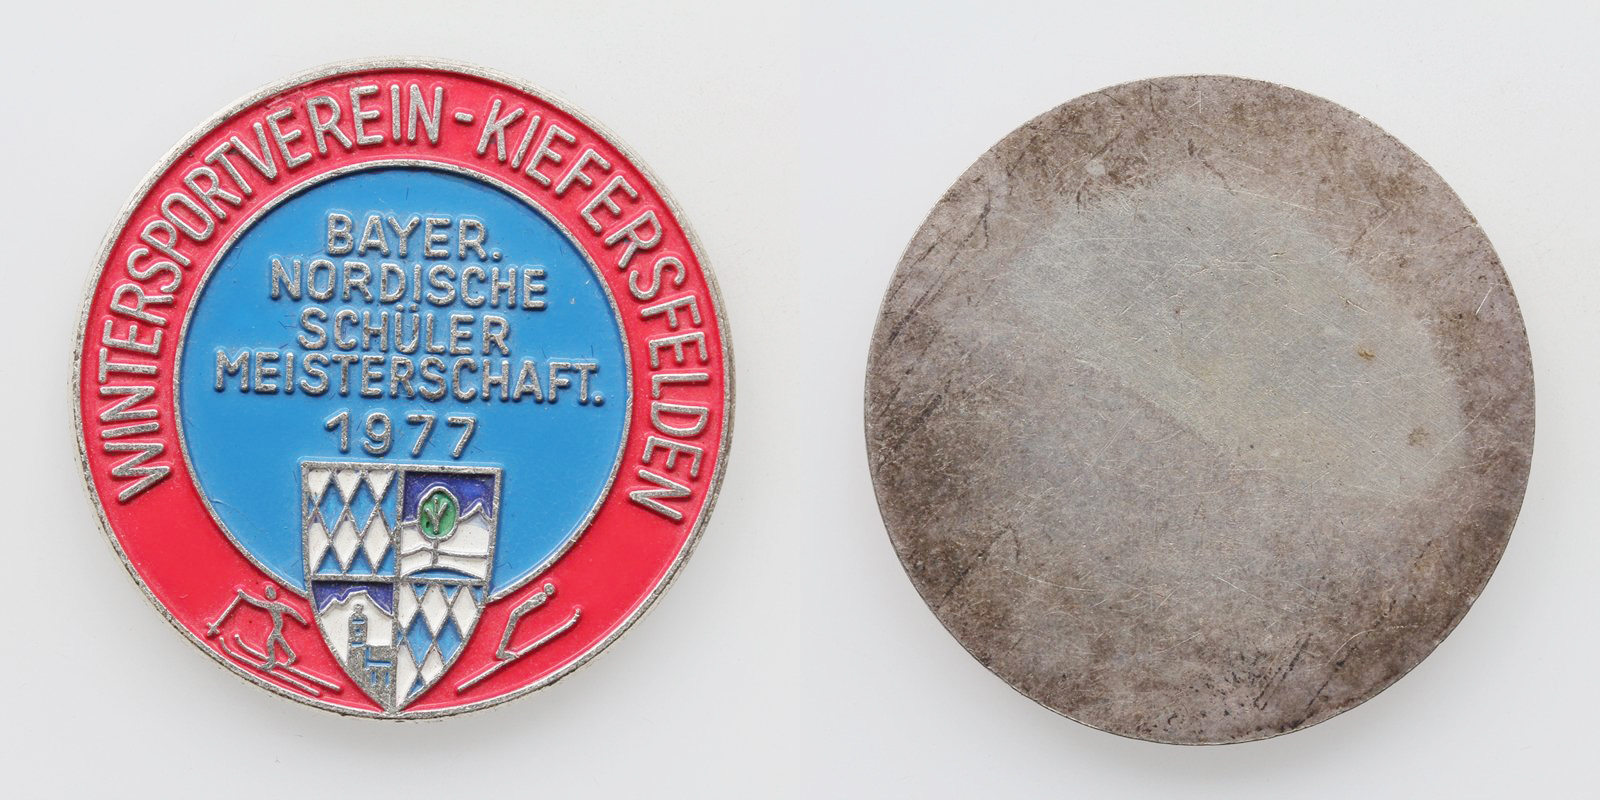 WINTERSPORTVEREIN-KIEFERSFELDEN
BAYER.
NORDISCHE
SCHÜLER
MEISTERSCHAFT.
1977